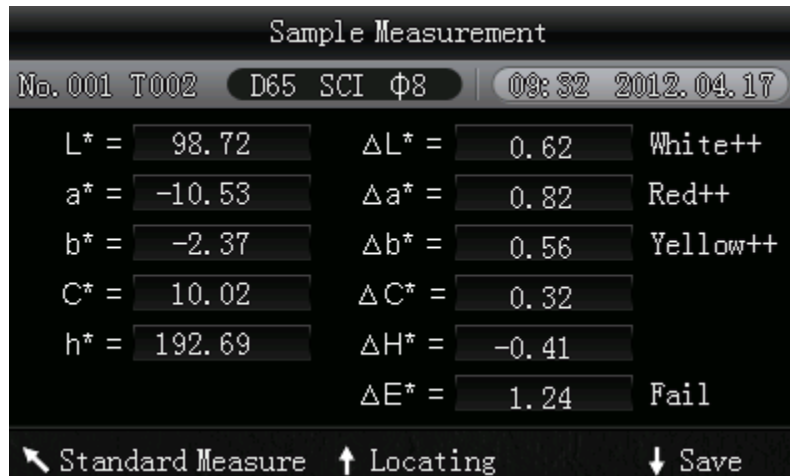 Sample Measurement
No.001 T002 D65 SCI Φ8 09:32 2012.04.17
L* = 98.72 ΔL* = 0.62 White++
a* = -10.53 Δa* = 0.82 Red++
b* = -2.37 Δb* = 0.56 Yellow++
C* = 10.02 ΔC* = 0.32
h* = 192.69 ΔH* = -0.41
ΔE* = 1.24 Fail
Standard Measure Locating Save